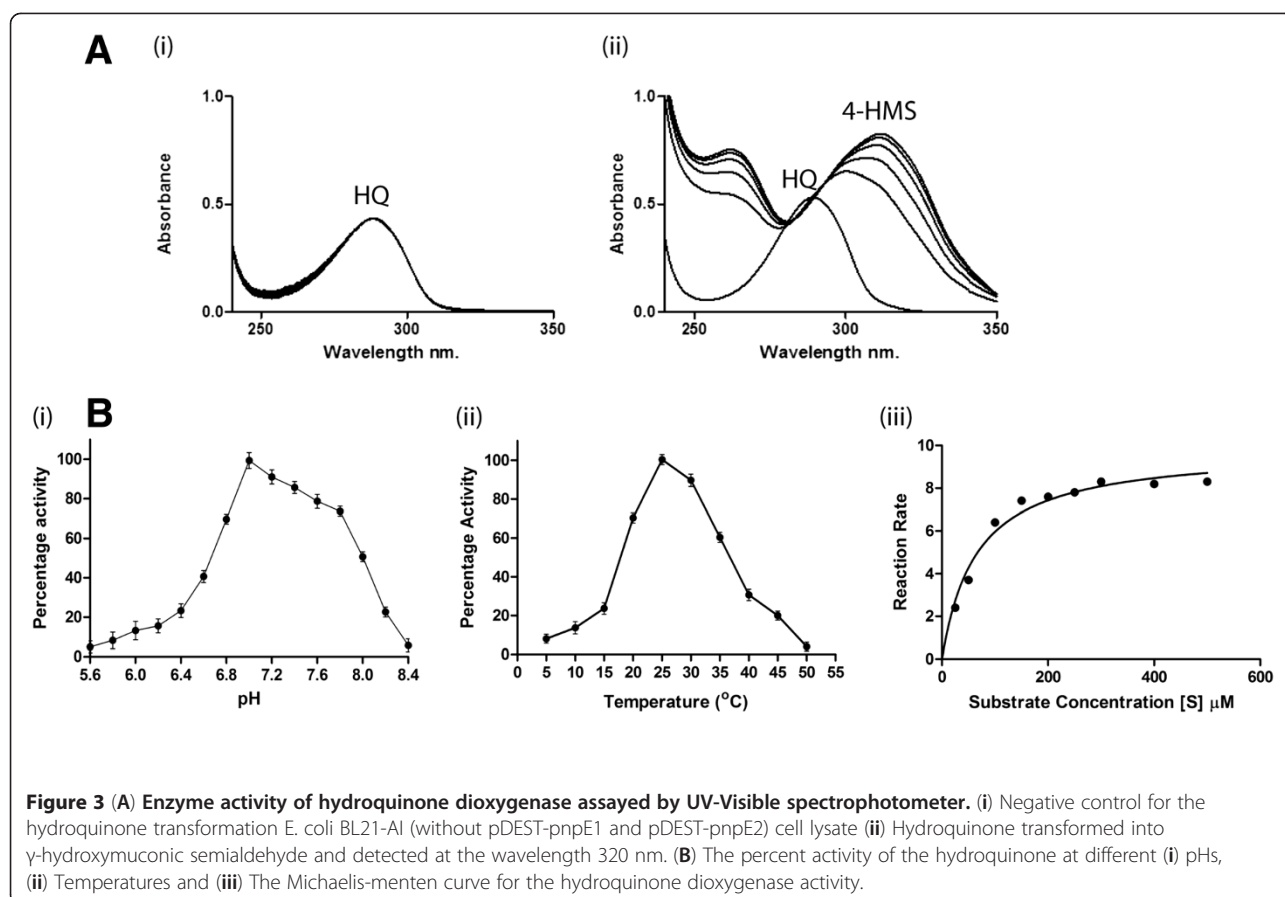 A
(i)
(ii)
1.0
0.5
0.0
Absorbance
HQ
250
300
350
Wavelength nm.
1.0
0.5
0.0
Absorbance
HQ
4-HMS
250
300
350
Wavelength nm.
B
(i)
100
80
60
40
20
0
Percentage activity
5.6
6.0
6.4
6.8
7.2
7.6
8.0
8.4
pH
(ii)
100
80
60
40
20
0
Percentage Activity
0
5
10
15
20
25
30
35
40
45
50
55
Temperature (°C)
(iii)
10
8
6
4
2
0
Reaction Rate
0
200
400
600
Substrate Concentration [S] μM
Figure 3 (A) Enzyme activity of hydroquinone dioxygenase assayed by UV-Visible spectrophotometer. (i) Negative control for the
hydroquinone transformation E. coli BL21-AI (without pDEST-pnpE1 and pDEST-pnpE2) cell lysate (ii) Hydroquinone transformed into
γ-hydroxymuconic semialdehyde and detected at the wavelength 320 nm. (B) The percent activity of the hydroquinone at different (i) pHs,
(ii) Temperatures and (iii) The Michaelis-menten curve for the hydroquinone dioxygenase activity.